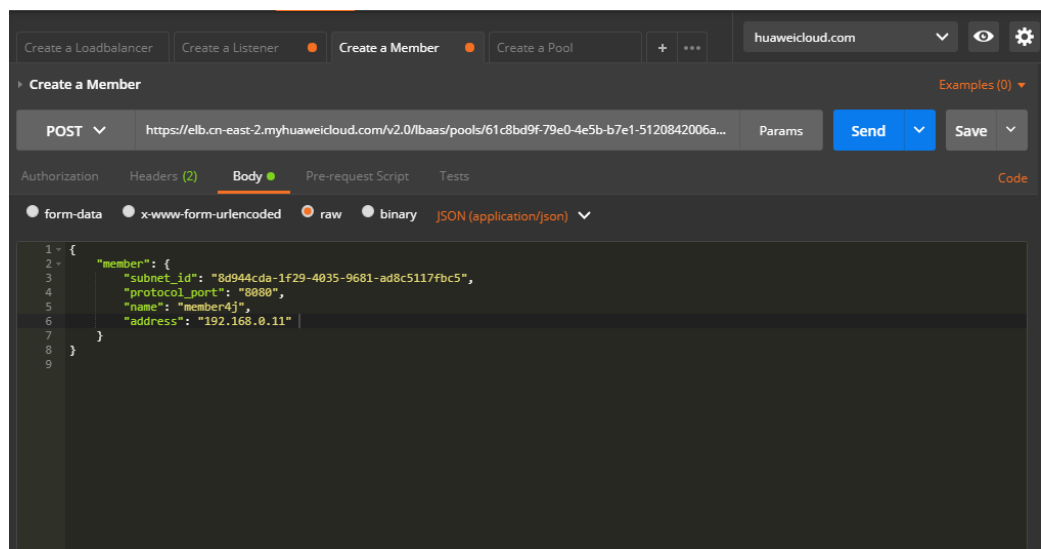 Create a Loadbalancer Create a Listener Create a Member Create a Pool + ••• huaweicloud.com
Create a Member Examples (0)
POST https://elb.cn-east-2.myhuaweicloud.com/v2.0/lbaas/pools/61c8bd9f-79e0-4e5b-b7e1-5120842006a... Params Send Save
Authorization Headers (2) Body Pre-request Script Tests Code
form-data x-www-form-urlencoded raw binary JSON (application/json)
1 {
2 "member": {
3 "subnet_id": "8d944cda-1f29-4035-9681-ad8c5117fbc5",
4 "protocol_port": "8080",
5 "name": "member4j",
6 "address": "192.168.0.11"
7 }
8 }
9